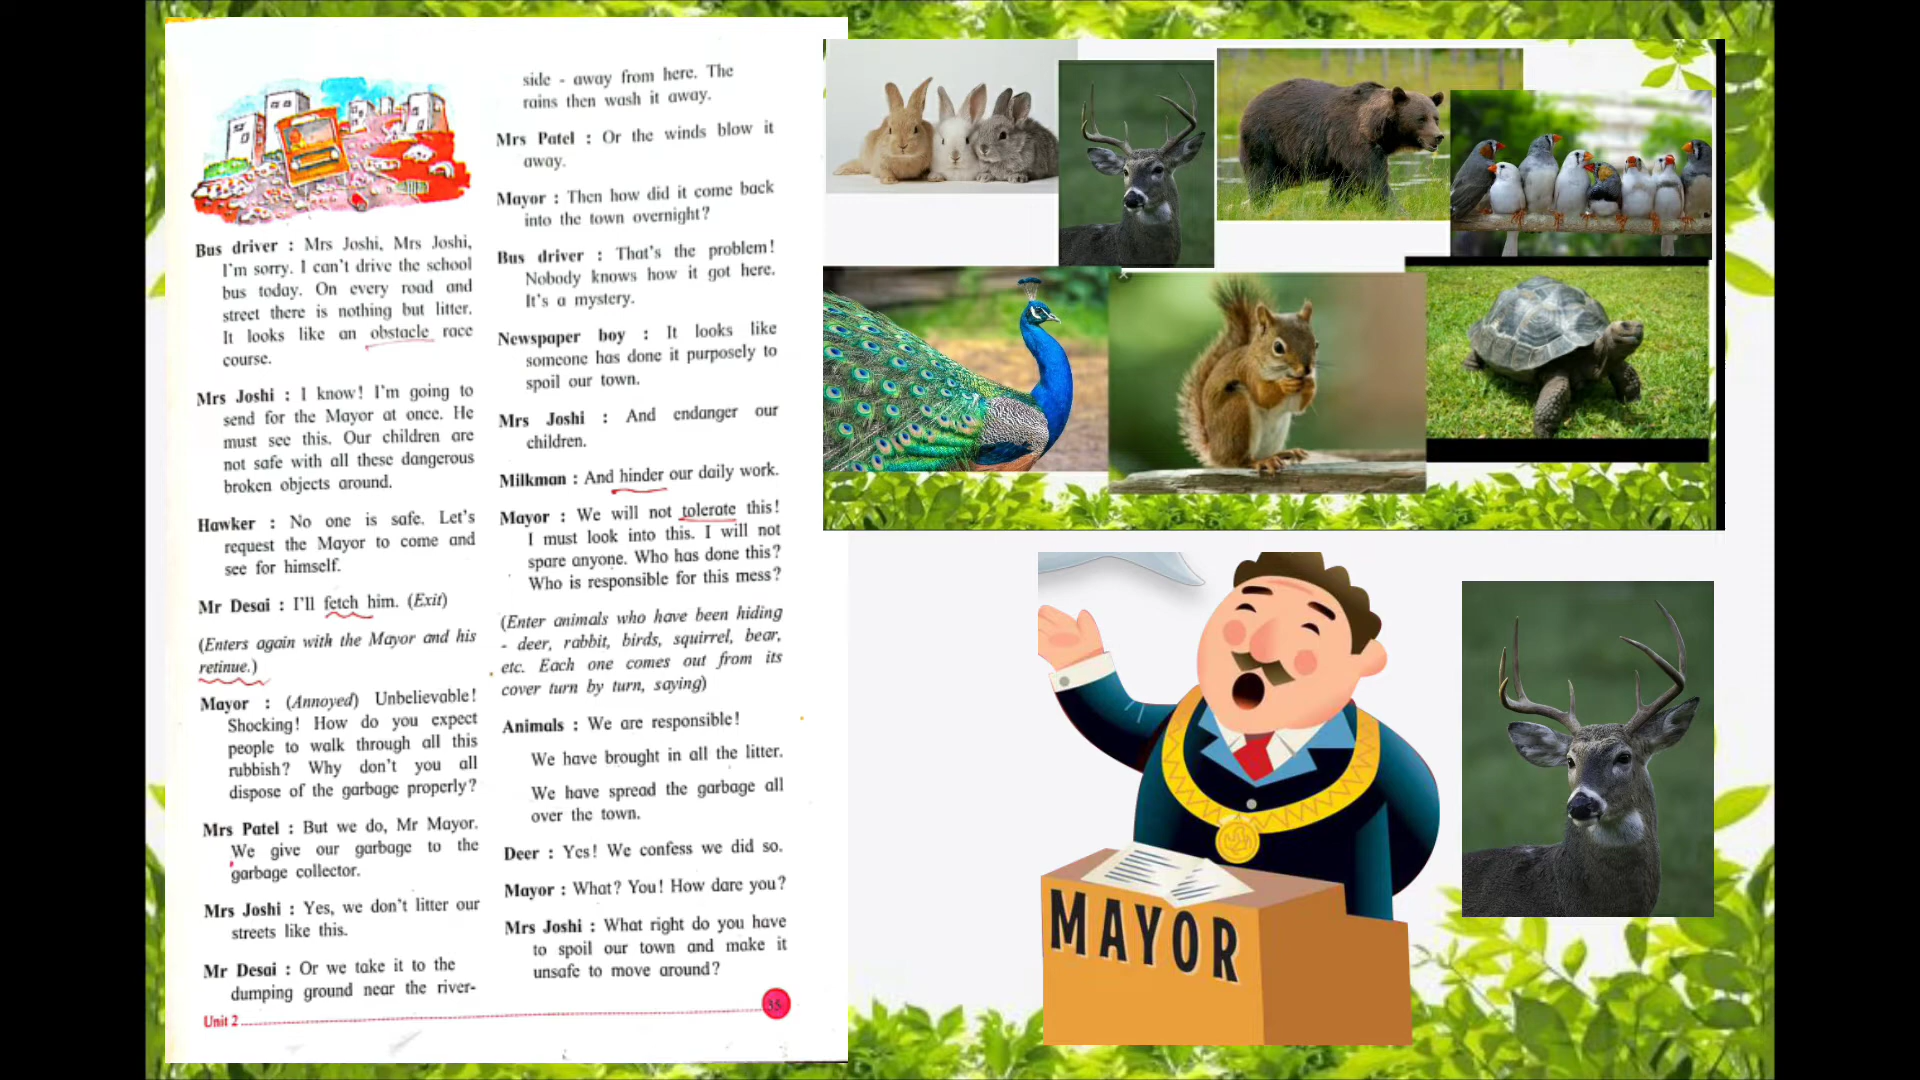 Bus driver : Mrs Joshi, Mrs Joshi,
I'm sorry. I can't drive the school
bus today. On every road and
street there is nothing but litter.
It looks like an obstacle race
course.
Mrs Joshi : I know! I'm going to
send for the Mayor at once. He
must see this. Our children are
not safe with all these dangerous
broken objects around.
Hawker : No one is safe. Let's
request the Mayor to come and
see for himself.
Mr Desai : I'll fetch him. (Exit)
(Enters again with the Mayor and his
retinue.)
Mayor : (Annoyed) Unbelievable!
Shocking! How do you expect
people to walk through all this
rubbish? Why don't you all
dispose of the garbage properly?
Mrs Patel : But we do, Mr Mayor.
We give our garbage to the
garbage collector.
Mrs Joshi : Yes, we don't litter our
streets like this.
Mr Desai : Or we take it to the
dumping ground near the river-
side - away from here. The
rains then wash it away.
Mrs Patel : Or the winds blow it
away.
Mayor : Then how did it come back
into the town overnight?
Bus driver : That's the problem!
Nobody knows how it got here.
It's a mystery.
Newspaper boy : It looks like
someone has done it purposely to
spoil our town.
Mrs Joshi : And endanger our
children.
Milkman : And hinder our daily work.
Mayor : We will not tolerate this!
I must look into this. I will not
spare anyone. Who has done this?
Who is responsible for this mess?
(Enter animals who have been hiding
- deer, rabbit, birds, squirrel, bear,
etc. Each one comes out from its
cover turn by turn, saying)
Animals : We are responsible!
We have brought in all the litter.
We have spread the garbage all
over the town.
Deer : Yes! We confess we did so.
Mayor : What? You! How dare you?
Mrs Joshi : What right do you have
to spoil our town and make it
unsafe to move around?
Unit 2
35
MAYOR